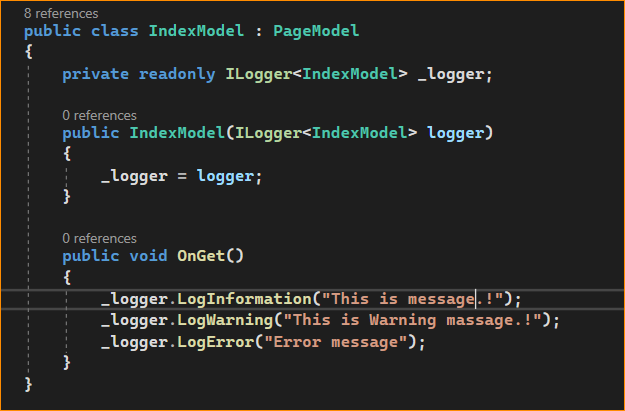 8 references
public class IndexModel : PageModel
{
private readonly ILogger<IndexModel> _logger;
0 references
public IndexModel(ILogger<IndexModel> logger)
{
_logger = logger;
}
0 references
public void OnGet()
{
_logger.LogInformation("This is message.!");
_logger.LogWarning("This is Warning massage.!");
_logger.LogError("Error message");
}
}